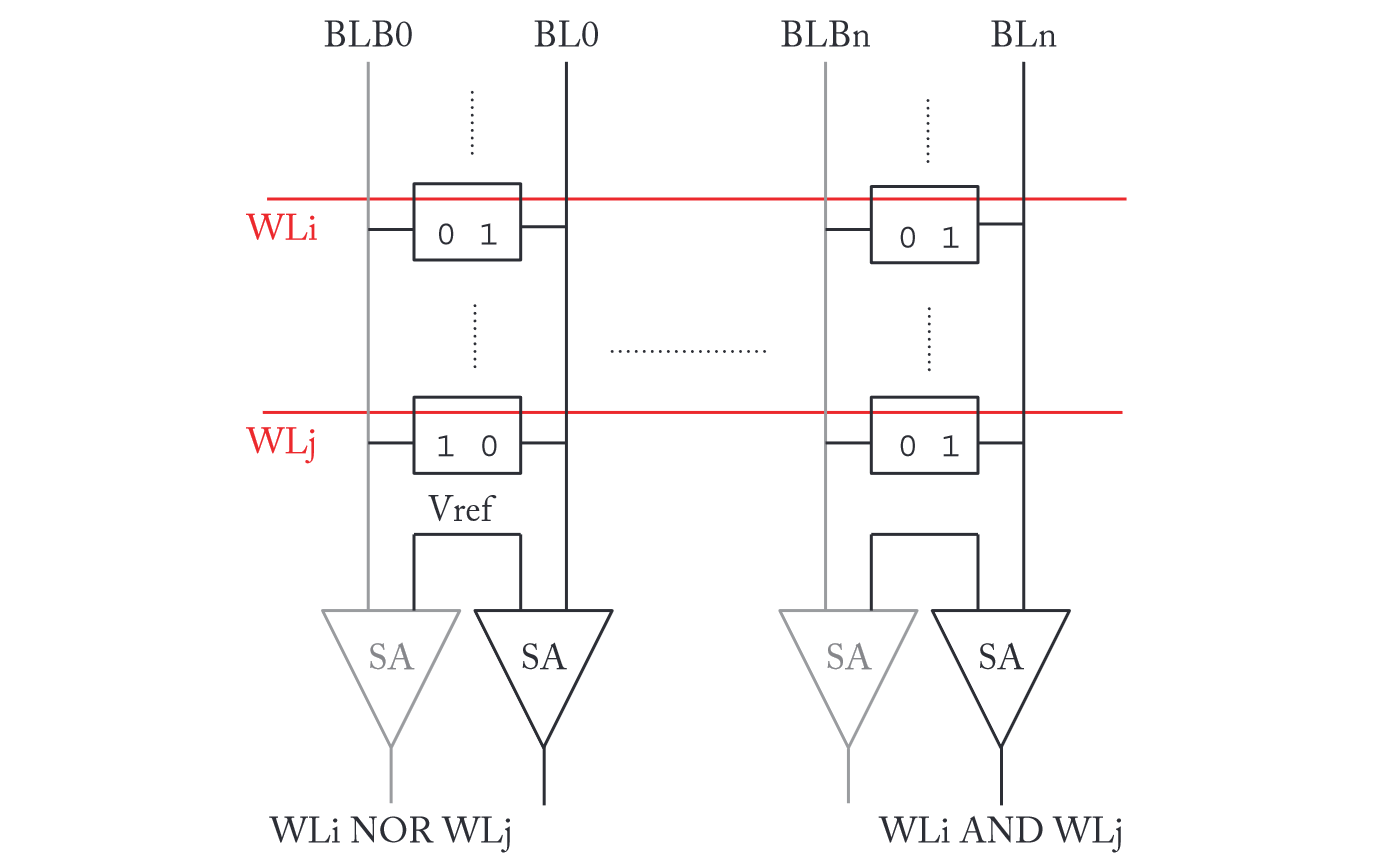 BLB0 BL0 BLBn BLn
WLi
0 1 0 1
WLj
1 0 0 1
Vref
SA SA SA SA
WLi NOR WLj WLi AND WLj